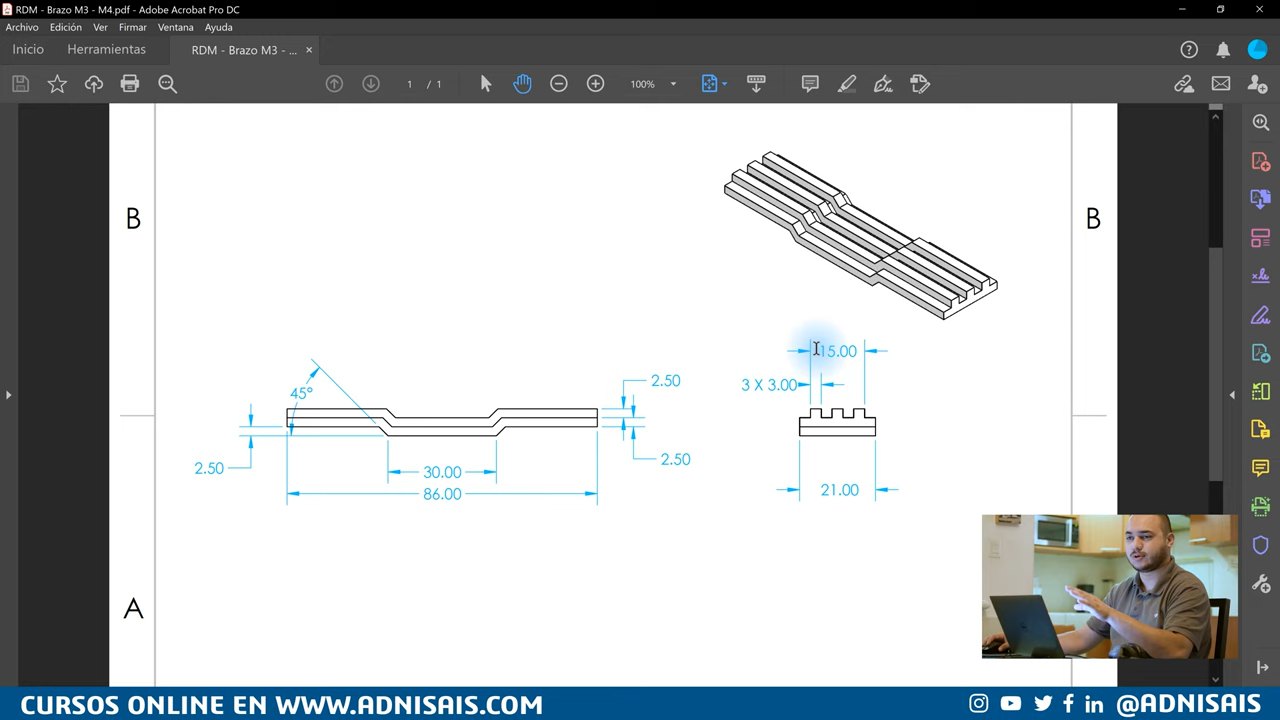 RDM - Brazo M3 - M4.pdf - Adobe Acrobat Pro DC
Archivo Edición Ver Firmar Ventana Ayuda
Inicio Herramientas RDM - Brazo M3 - ... ×
1 / 1 100%
B
B
15.00
3 X 3.00
2.50
45°
2.50
2.50
30.00
86.00
21.00
A
CURSOS ONLINE EN WWW.ADNISAIS.COM
@ADNISAIS